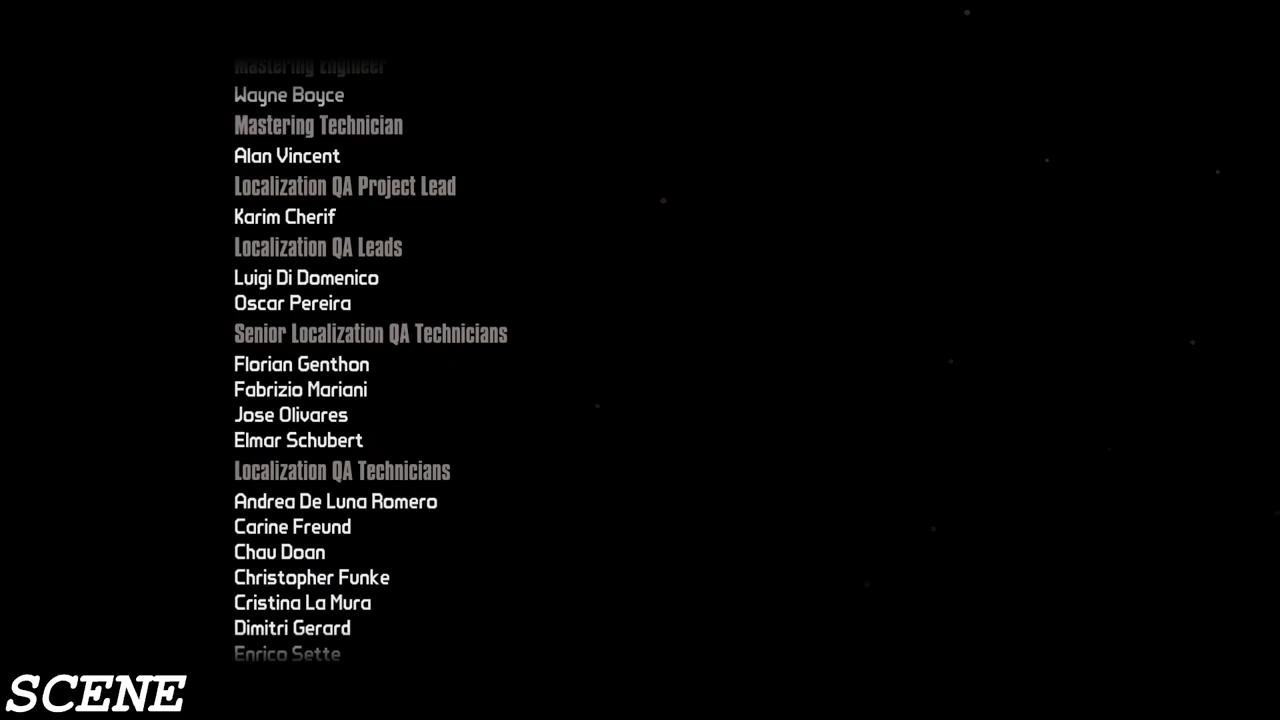 Mastering Engineer
Wayne Boyce
Mastering Technician
Alan Vincent
Localization QA Project Lead
Karim Cherif
Localization QA Leads
Luigi Di Domenico
Oscar Pereira
Senior Localization QA Technicians
Florian Genthon
Fabrizio Mariani
Jose Olivares
Elmar Schubert
Localization QA Technicians
Andrea De Luna Romero
Carine Freund
Chau Doan
Christopher Funke
Cristina La Mura
Dimitri Gerard
Enrico Sette
SCENE